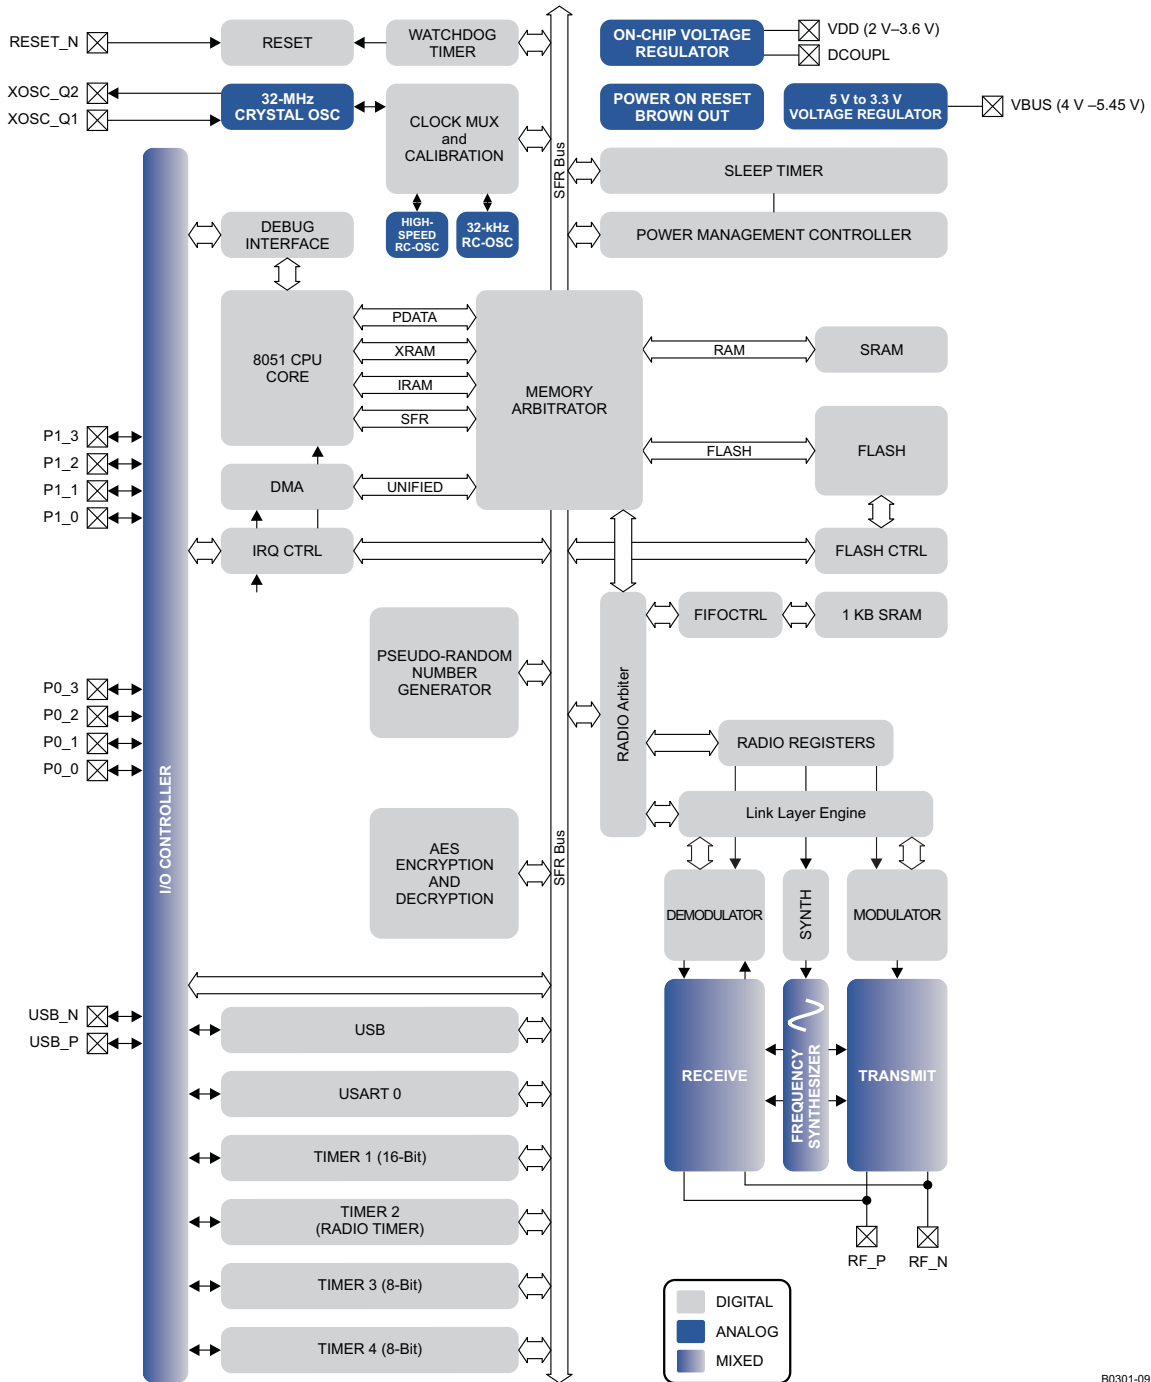 RESET_N
RESET
WATCHDOG
TIMER
ON-CHIP VOLTAGE
REGULATOR
VDD (2 V–3.6 V)
DCOUPL
XOSC_Q2
XOSC_Q1
32-MHz
CRYSTAL OSC
CLOCK MUX
and
CALIBRATION
SFR Bus
POWER ON RESET
BROWN OUT
5 V to 3.3 V
VOLTAGE REGULATOR
VBUS (4 V –5.45 V)
SLEEP TIMER
HIGH-
SPEED
RC-OSC
32-kHz
RC-OSC
POWER MANAGEMENT CONTROLLER
DEBUG
INTERFACE
8051 CPU
CORE
PDATA
XRAM
IRAM
SFR
MEMORY
ARBITRATOR
RAM
SRAM
FLASH
FLASH
P1_3
P1_2
P1_1
P1_0
DMA
UNIFIED
IRQ CTRL
FLASH CTRL
RADIO Arbiter
FIFOCTRL
1 KB SRAM
PSEUDO-RANDOM
NUMBER
GENERATOR
P0_3
P0_2
P0_1
P0_0
I/O CONTROLLER
RADIO REGISTERS
Link Layer Engine
AES
ENCRYPTION
AND
DECRYPTION
SFR Bus
DEMODULATOR
SYNTH
MODULATOR
USB_N
USB_P
USB
RECEIVE
FREQUENCY
SYNTHESIZER
TRANSMIT
USART 0
TIMER 1 (16-Bit)
TIMER 2
(RADIO TIMER)
RF_P
RF_N
TIMER 3 (8-Bit)
TIMER 4 (8-Bit)
DIGITAL
ANALOG
MIXED
B0301-09